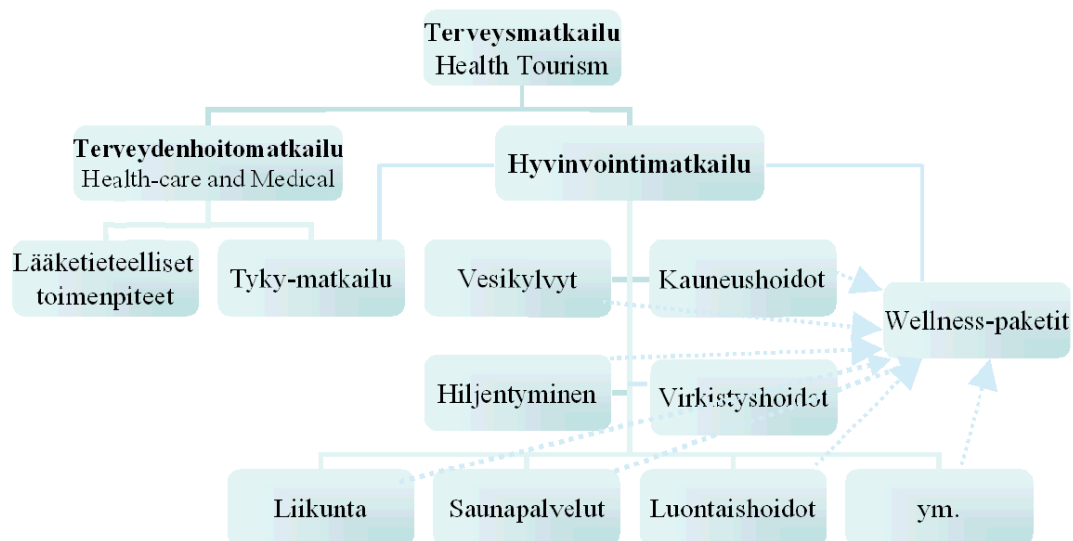 Terveysmatkailu
Health Tourism
Terveydenhoitomatkailu
Health-care and Medical
Hyvinvointimatkailu
Lääketieteelliset
toimenpiteet
Tyky-matkailu
Vesikylvyt
Kauneushoidot
Wellness-paketit
Hiljentyminen
Virkistyshoidot
Liikunta
Saunapalvelut
Luontaishoidot
ym.